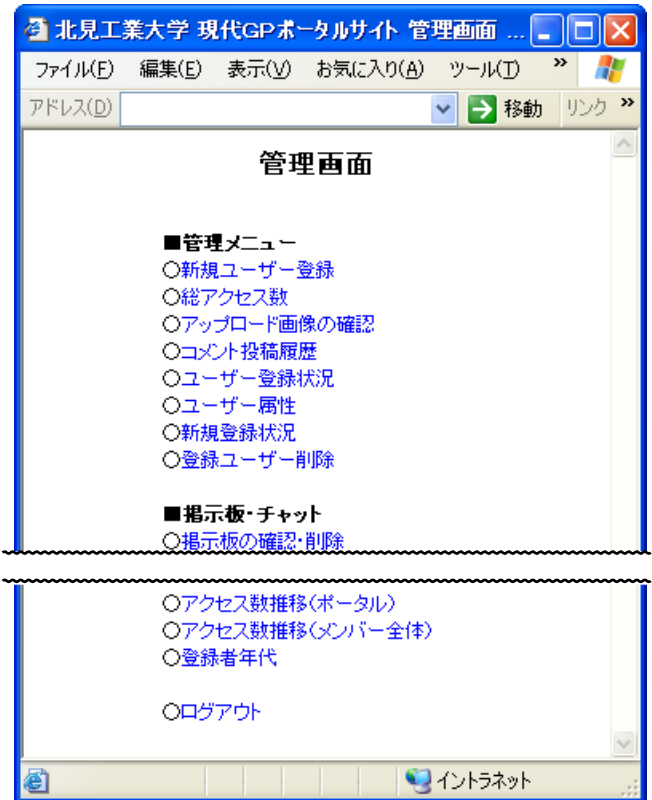 北見工業大学 現代GPポータルサイト 管理画面 ...
ファイル(F) 編集(E) 表示(V) お気に入り(A) ツール(T) »
アドレス(D) 移動 リンク »
管理画面
■管理メニュー
○新規ユーザー登録
○総アクセス数
○アップロード画像の確認
○コメント投稿履歴
○ユーザー登録状況
○ユーザー属性
○新規登録状況
○登録ユーザー削除
■掲示板・チャット
○掲示板の確認・削除
○アクセス数推移(ポータル)
○アクセス数推移(メンバー全体)
○登録者年代
○ログアウト
イントラネット